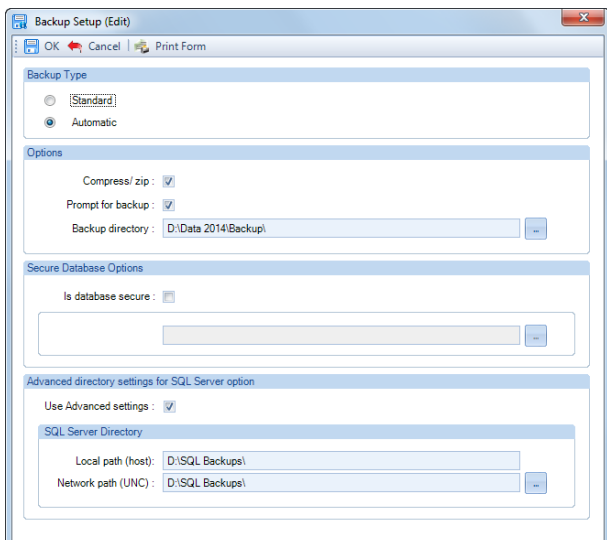 Backup Setup (Edit)
OK Cancel Print Form
Backup Type
Standard
Automatic
Options
Compress/ zip :
Prompt for backup :
Backup directory : D:\Data 2014\Backup\ ...
Secure Database Options
Is database secure :
...
Advanced directory settings for SQL Server option
Use Advanced settings :
SQL Server Directory
Local path (host): D:\SQL Backups\
Network path (UNC) : D:\SQL Backups\ ...